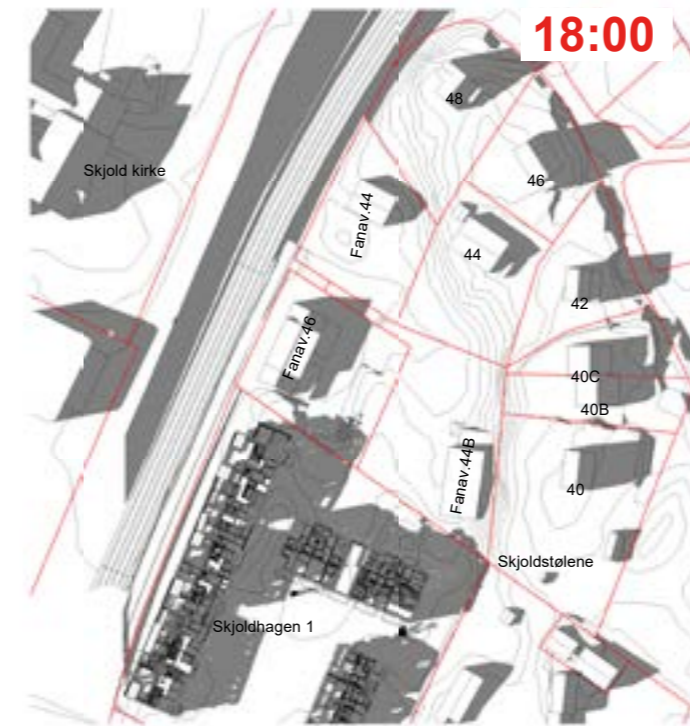 18:00
48
Skjold kirke
46
Fanav.44
44
42
Fanav.46
40C
40B
Fanav.44B
40
Skjoldstølene
Skjoldhagen 1